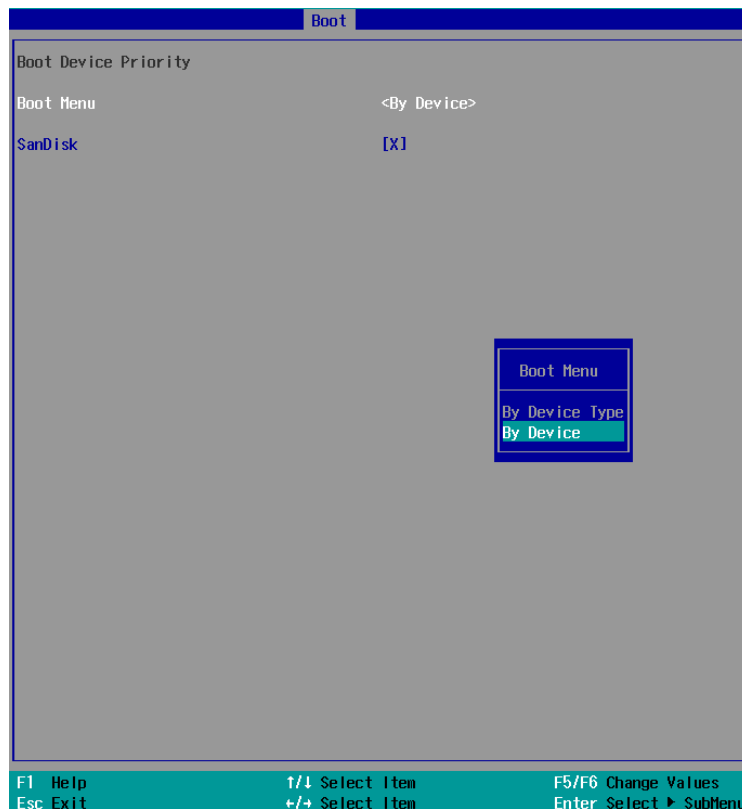 Boot
Boot Device Priority
Boot Menu <By Device>
SanDisk [X]
Boot Menu
By Device Type
By Device
F1 Help ↑/↓ Select Item F5/F6 Change Values
Esc Exit ←/→ Select Item Enter Select ▶ SubMenu